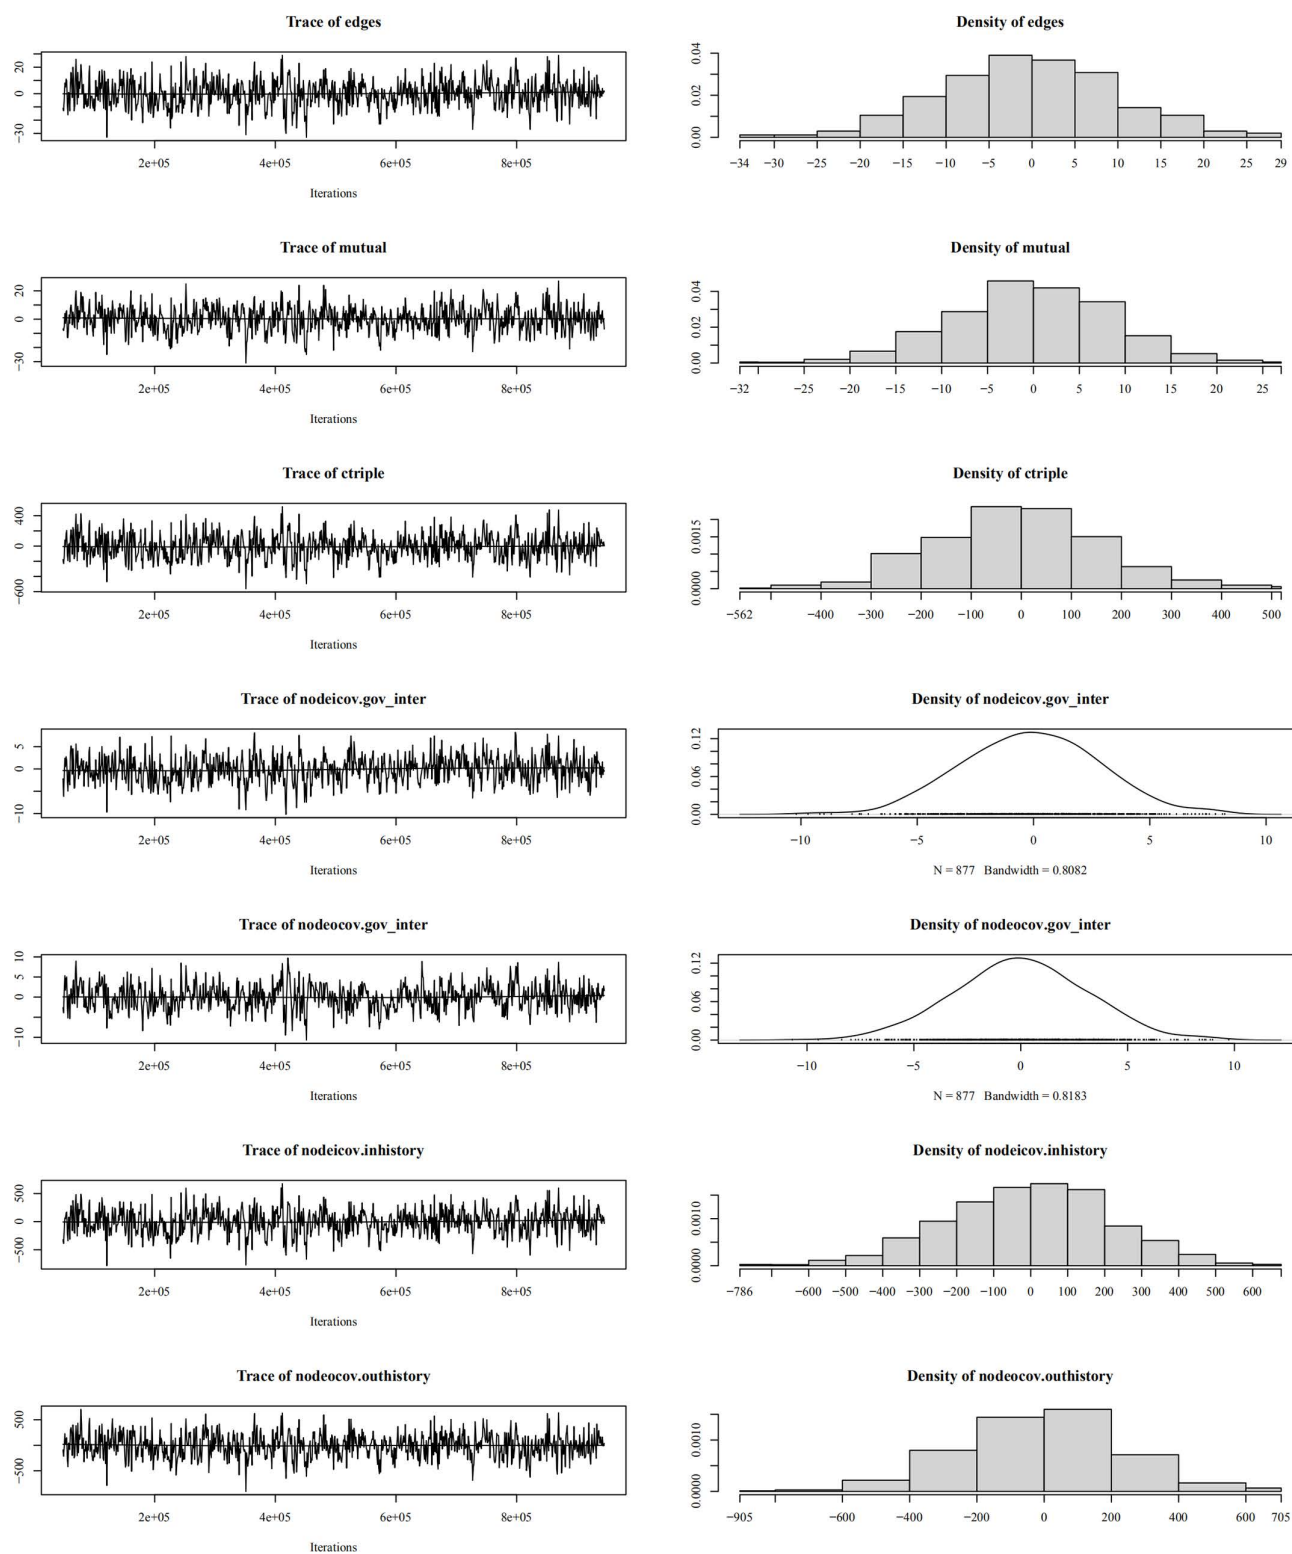 Trace of edges
20
0
−30
2e+05 4e+05 6e+05 8e+05
Iterations
Density of edges
0.04
0.02
0.00
−34 −30 −25 −20 −15 −10 −5 0 5 10 15 20 25 29
Trace of mutual
20
0
−30
2e+05 4e+05 6e+05 8e+05
Iterations
Density of mutual
0.04
0.02
0.00
−32 −25 −20 −15 −10 −5 0 5 10 15 20 25
Trace of ctriple
400
0
−600
2e+05 4e+05 6e+05 8e+05
Iterations
Density of ctriple
0.0015
0.0000
−562 −400 −300 −200 −100 0 100 200 300 400 500
Trace of nodeicov.gov_inter
5
0
−10
2e+05 4e+05 6e+05 8e+05
Iterations
Density of nodeicov.gov_inter
0.12
0.06
0.00
−10 −5 0 5 10
N = 877 Bandwidth = 0.8082
Trace of nodeocov.gov_inter
10
5
0
−10
2e+05 4e+05 6e+05 8e+05
Iterations
Density of nodeocov.gov_inter
0.12
0.06
0.00
−10 −5 0 5 10
N = 877 Bandwidth = 0.8183
Trace of nodeicov.inhistory
500
0
−500
2e+05 4e+05 6e+05 8e+05
Iterations
Density of nodeicov.inhistory
0.0010
0.0000
−786 −600 −500 −400 −300 −200 −100 0 100 200 300 400 500 600
Trace of nodeocov.outhistory
500
−500
2e+05 4e+05 6e+05 8e+05
Iterations
Density of nodeocov.outhistory
0.0010
0.0000
−905 −600 −400 −200 0 200 400 600 705